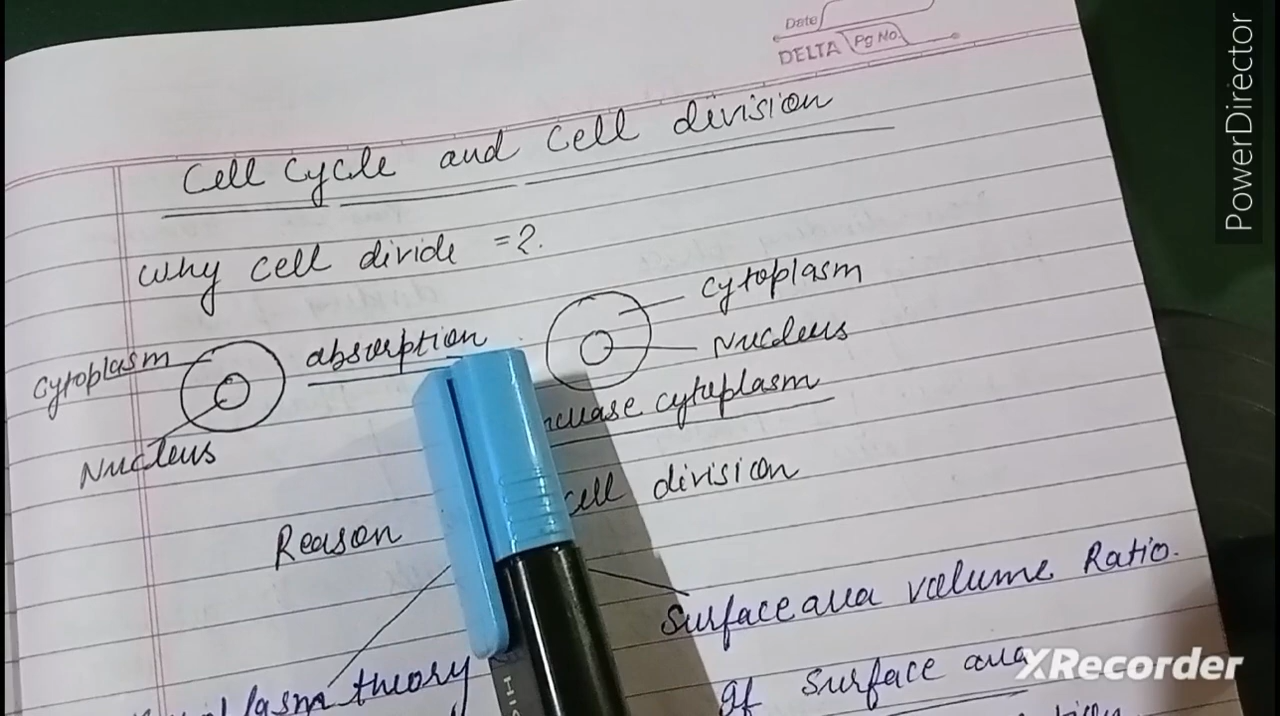 Date
DELTA Pg No.
PowerDirector
Cell Cycle and Cell division
Why cell divide =?
cytoplasm
Nucleus
absorption
cytoplasm
Nucleus
cytoplasm
Reason cell division
Surface area volume Ratio.
theory
of surface area
XRecorder